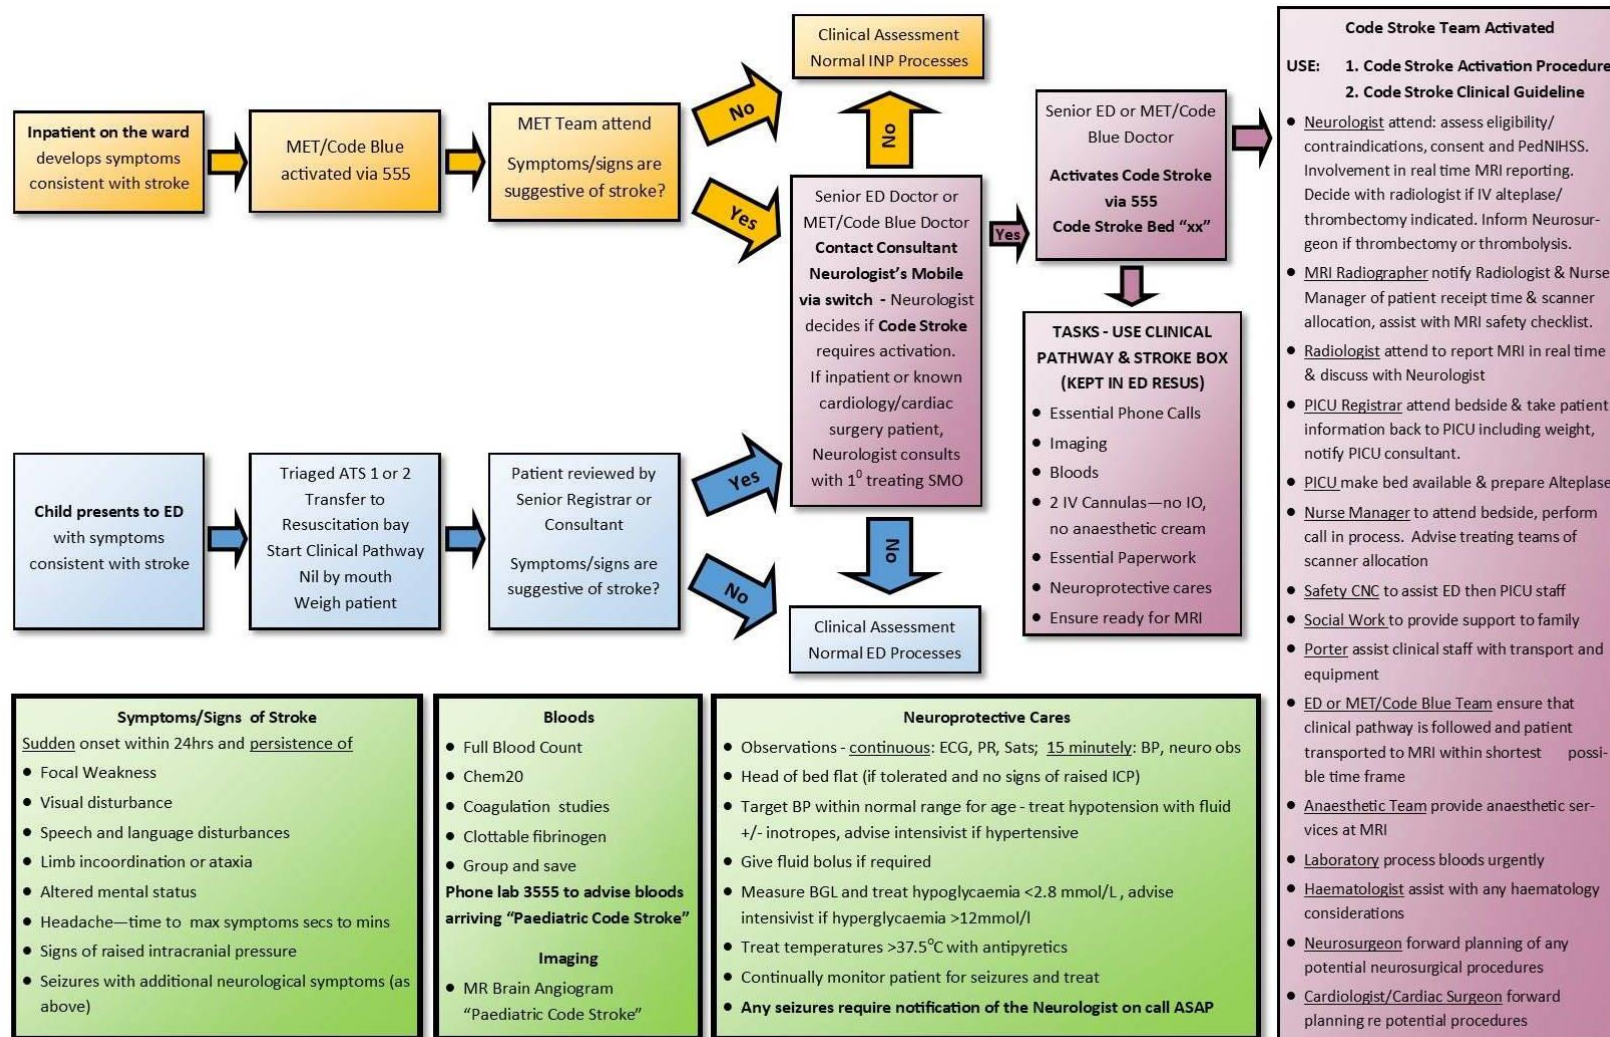 Clinical Assessment
Normal INP Processes
Inpatient on the ward
develops symptoms
consistent with stroke
MET/Code Blue
activated via 555
MET Team attend
Symptoms/signs are
suggestive of stroke?
No
Yes
No
Senior ED Doctor or
MET/Code Blue Doctor
Contact Consultant
Neurologist's Mobile
via switch - Neurologist
decides if Code Stroke
requires activation.
If inpatient or known
cardiology/cardiac
surgery patient,
Neurologist consults
with 1⁰ treating SMO
Yes
Senior ED or MET/Code
Blue Doctor
Activates Code Stroke
via 555
Code Stroke Bed “xx”
TASKS - USE CLINICAL
PATHWAY & STROKE BOX
(KEPT IN ED RESUS)
• Essential Phone Calls
• Imaging
• Bloods
• 2 IV Cannulas—no IO,
no anaesthetic cream
• Essential Paperwork
• Neuroprotective cares
• Ensure ready for MRI
Child presents to ED
with symptoms
consistent with stroke
Triaged ATS 1 or 2
Transfer to
Resuscitation bay
Start Clinical Pathway
Nil by mouth
Weigh patient
Patient reviewed by
Senior Registrar or
Consultant
Symptoms/signs are
suggestive of stroke?
Yes
No
No
Clinical Assessment
Normal ED Processes
Code Stroke Team Activated
USE: 1. Code Stroke Activation Procedure
2. Code Stroke Clinical Guideline
• Neurologist attend: assess eligibility/
contraindications, consent and PedNIHSS.
Involvement in real time MRI reporting.
Decide with radiologist if IV alteplase/
thrombectomy indicated. Inform Neurosur-
geon if thrombectomy or thrombolysis.
• MRI Radiographer notify Radiologist & Nurse
Manager of patient receipt time & scanner
allocation, assist with MRI safety checklist.
• Radiologist attend to report MRI in real time
& discuss with Neurologist
• PICU Registrar attend bedside & take patient
information back to PICU including weight,
notify PICU consultant.
• PICU make bed available & prepare Alteplase
• Nurse Manager to attend bedside, perform
call in process. Advise treating teams of
scanner allocation
• Safety CNC to assist ED then PICU staff
• Social Work to provide support to family
• Porter assist clinical staff with transport and
equipment
• ED or MET/Code Blue Team ensure that
clinical pathway is followed and patient
transported to MRI within shortest possi-
ble time frame
• Anaesthetic Team provide anaesthetic ser-
vices at MRI
• Laboratory process bloods urgently
• Haematologist assist with any haematology
considerations
• Neurosurgeon forward planning of any
potential neurosurgical procedures
• Cardiologist/Cardiac Surgeon forward
planning re potential procedures
Symptoms/Signs of Stroke
Sudden onset within 24hrs and persistence of
• Focal Weakness
• Visual disturbance
• Speech and language disturbances
• Limb incoordination or ataxia
• Altered mental status
• Headache—time to max symptoms secs to mins
• Signs of raised intracranial pressure
• Seizures with additional neurological symptoms (as
above)
Bloods
• Full Blood Count
• Chem20
• Coagulation studies
• Clottable fibrinogen
• Group and save
Phone lab 3555 to advise bloods
arriving “Paediatric Code Stroke”
Imaging
• MR Brain Angiogram
“Paediatric Code Stroke”
Neuroprotective Cares
• Observations - continuous: ECG, PR, Sats; 15 minutely: BP, neuro obs
• Head of bed flat (if tolerated and no signs of raised ICP)
• Target BP within normal range for age - treat hypotension with fluid
+/- inotropes, advise intensivist if hypertensive
• Give fluid bolus if required
• Measure BGL and treat hypoglycaemia <2.8 mmol/L , advise
intensivist if hyperglycaemia >12mmol/l
• Treat temperatures >37.5⁰C with antipyretics
• Continually monitor patient for seizures and treat
• Any seizures require notification of the Neurologist on call ASAP